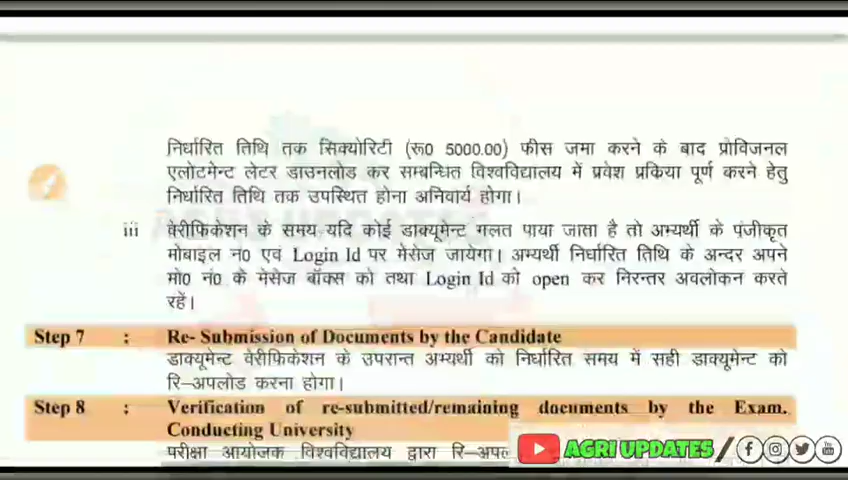 निर्धारित तिथि तक सिक्योरिटी (रू0 5000.00) फीस जमा करने के बाद प्रोविजनल
एलोटमेन्ट लेटर डाउनलोड कर सम्बन्धित विश्वविद्यालय में प्रवेश प्रकिया पूर्ण करने हेतु
निर्धारित तिथि तक उपस्थित होना अनिवार्य होगा।
iii वेरीफिकेशन के समय यदि कोई डाक्यूमेन्ट गलत पाया जाता है तो अभ्यर्थी के पंजीकृत
मोबाइल न0 एवं Login Id पर मेसेज जायेगा। अभ्यर्थी निर्धारित तिथि के अन्दर अपने
मो0 नं0 के मेसेज बॉक्स को तथा Login Id को open कर निरन्तर अवलोकन करते
रहें।
Step 7 : Re- Submission of Documents by the Candidate
डाक्यूमेन्ट वेरीफिकेशन के उपरान्त अभ्यर्थी को निर्धारित समय में सही डाक्यूमेन्ट को
रि–अपलोड करना होगा।
Step 8 : Verification of re-submitted/remaining documents by the Exam.
Conducting University
परीक्षा आयोजक विश्वविद्यालय द्वारा रि–अपल
AGRI UPDATES